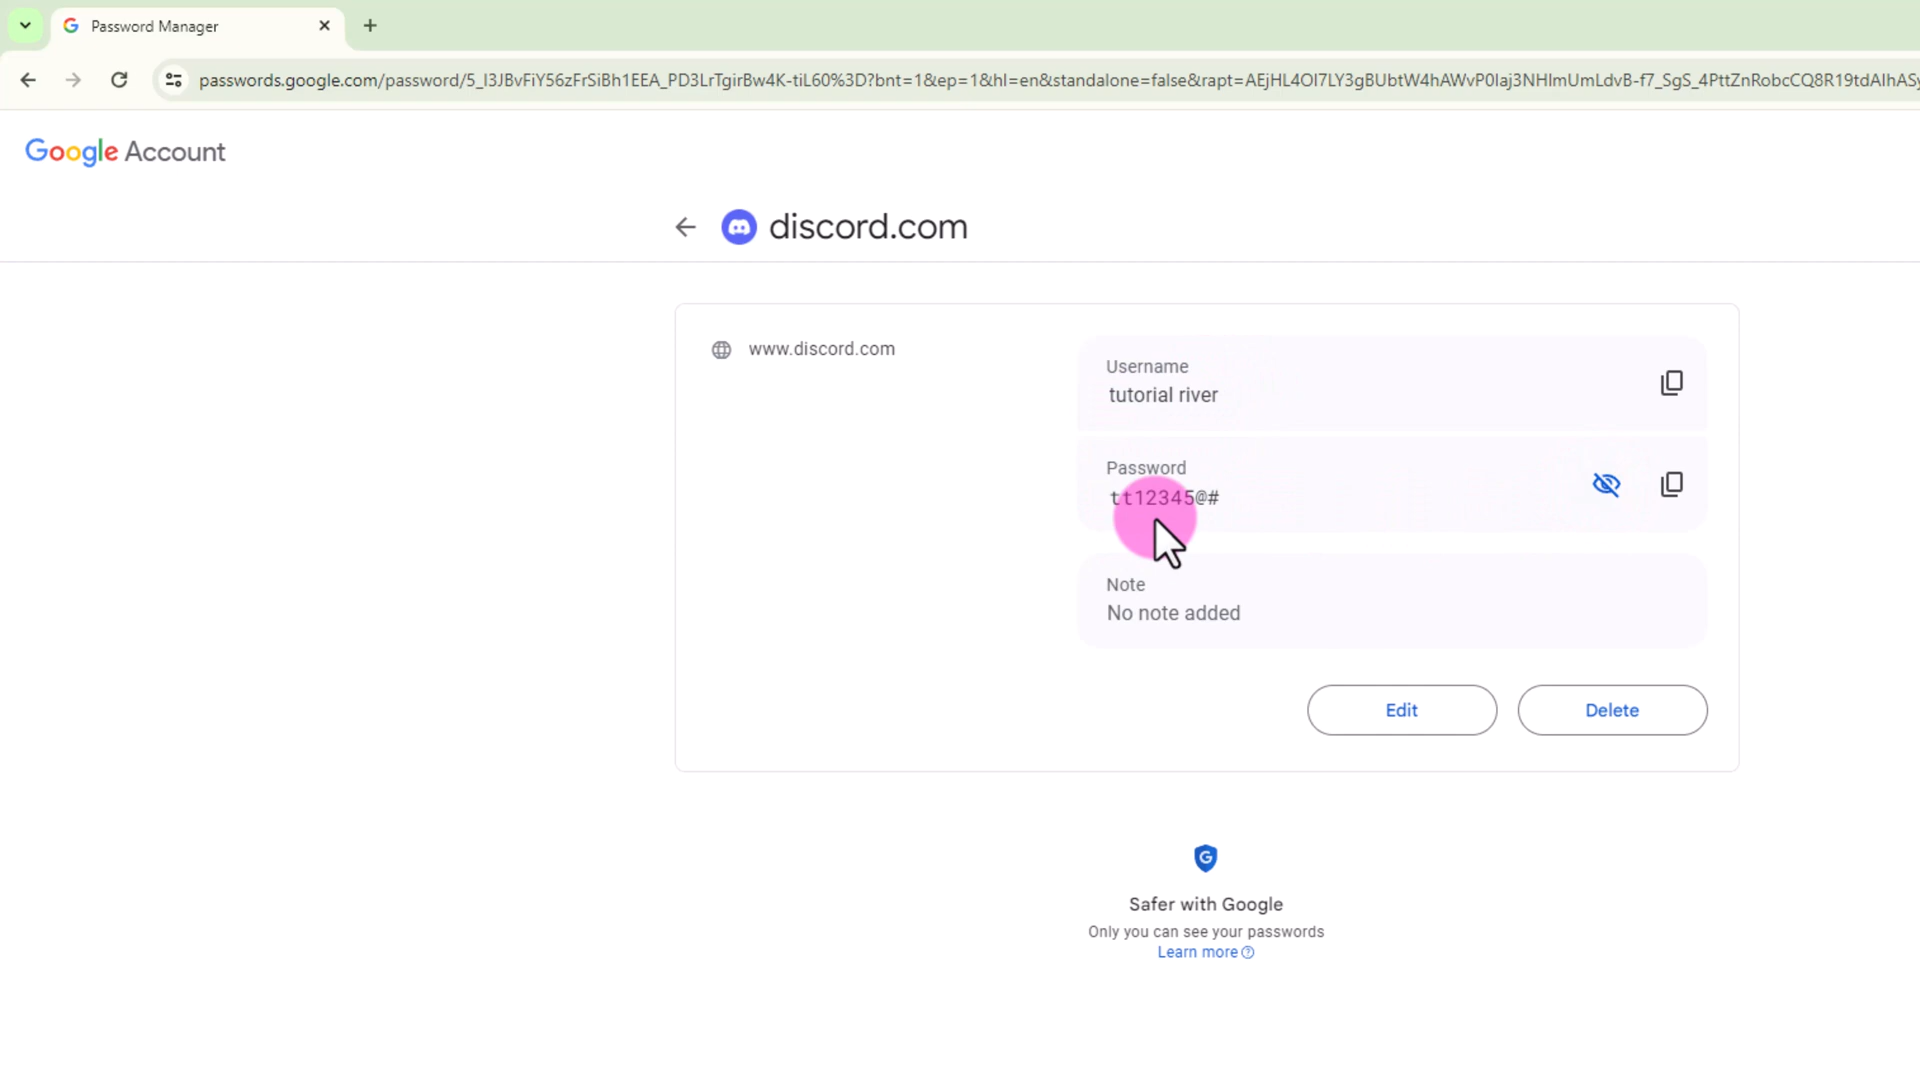 Password Manager
passwords.google.com/password/5_I3JBvFiY56zFrSiBh1EEA_PD3LrTgirBw4K-tiL60%3D?bnt=1&ep=1&hl=en&standalone=false&rapt=AEjHL4OI7LY3gBUbtW4hAWvP0Iaj3NHlmUmLdvB-f7_SgS_4PttZnRobcCQ8R19tdAIhASy
Google Account
discord.com
www.discord.com
Username
tutorial river
Password
tt12345@#
Note
No note added
Edit
Delete
Safer with Google
Only you can see your passwords
Learn more